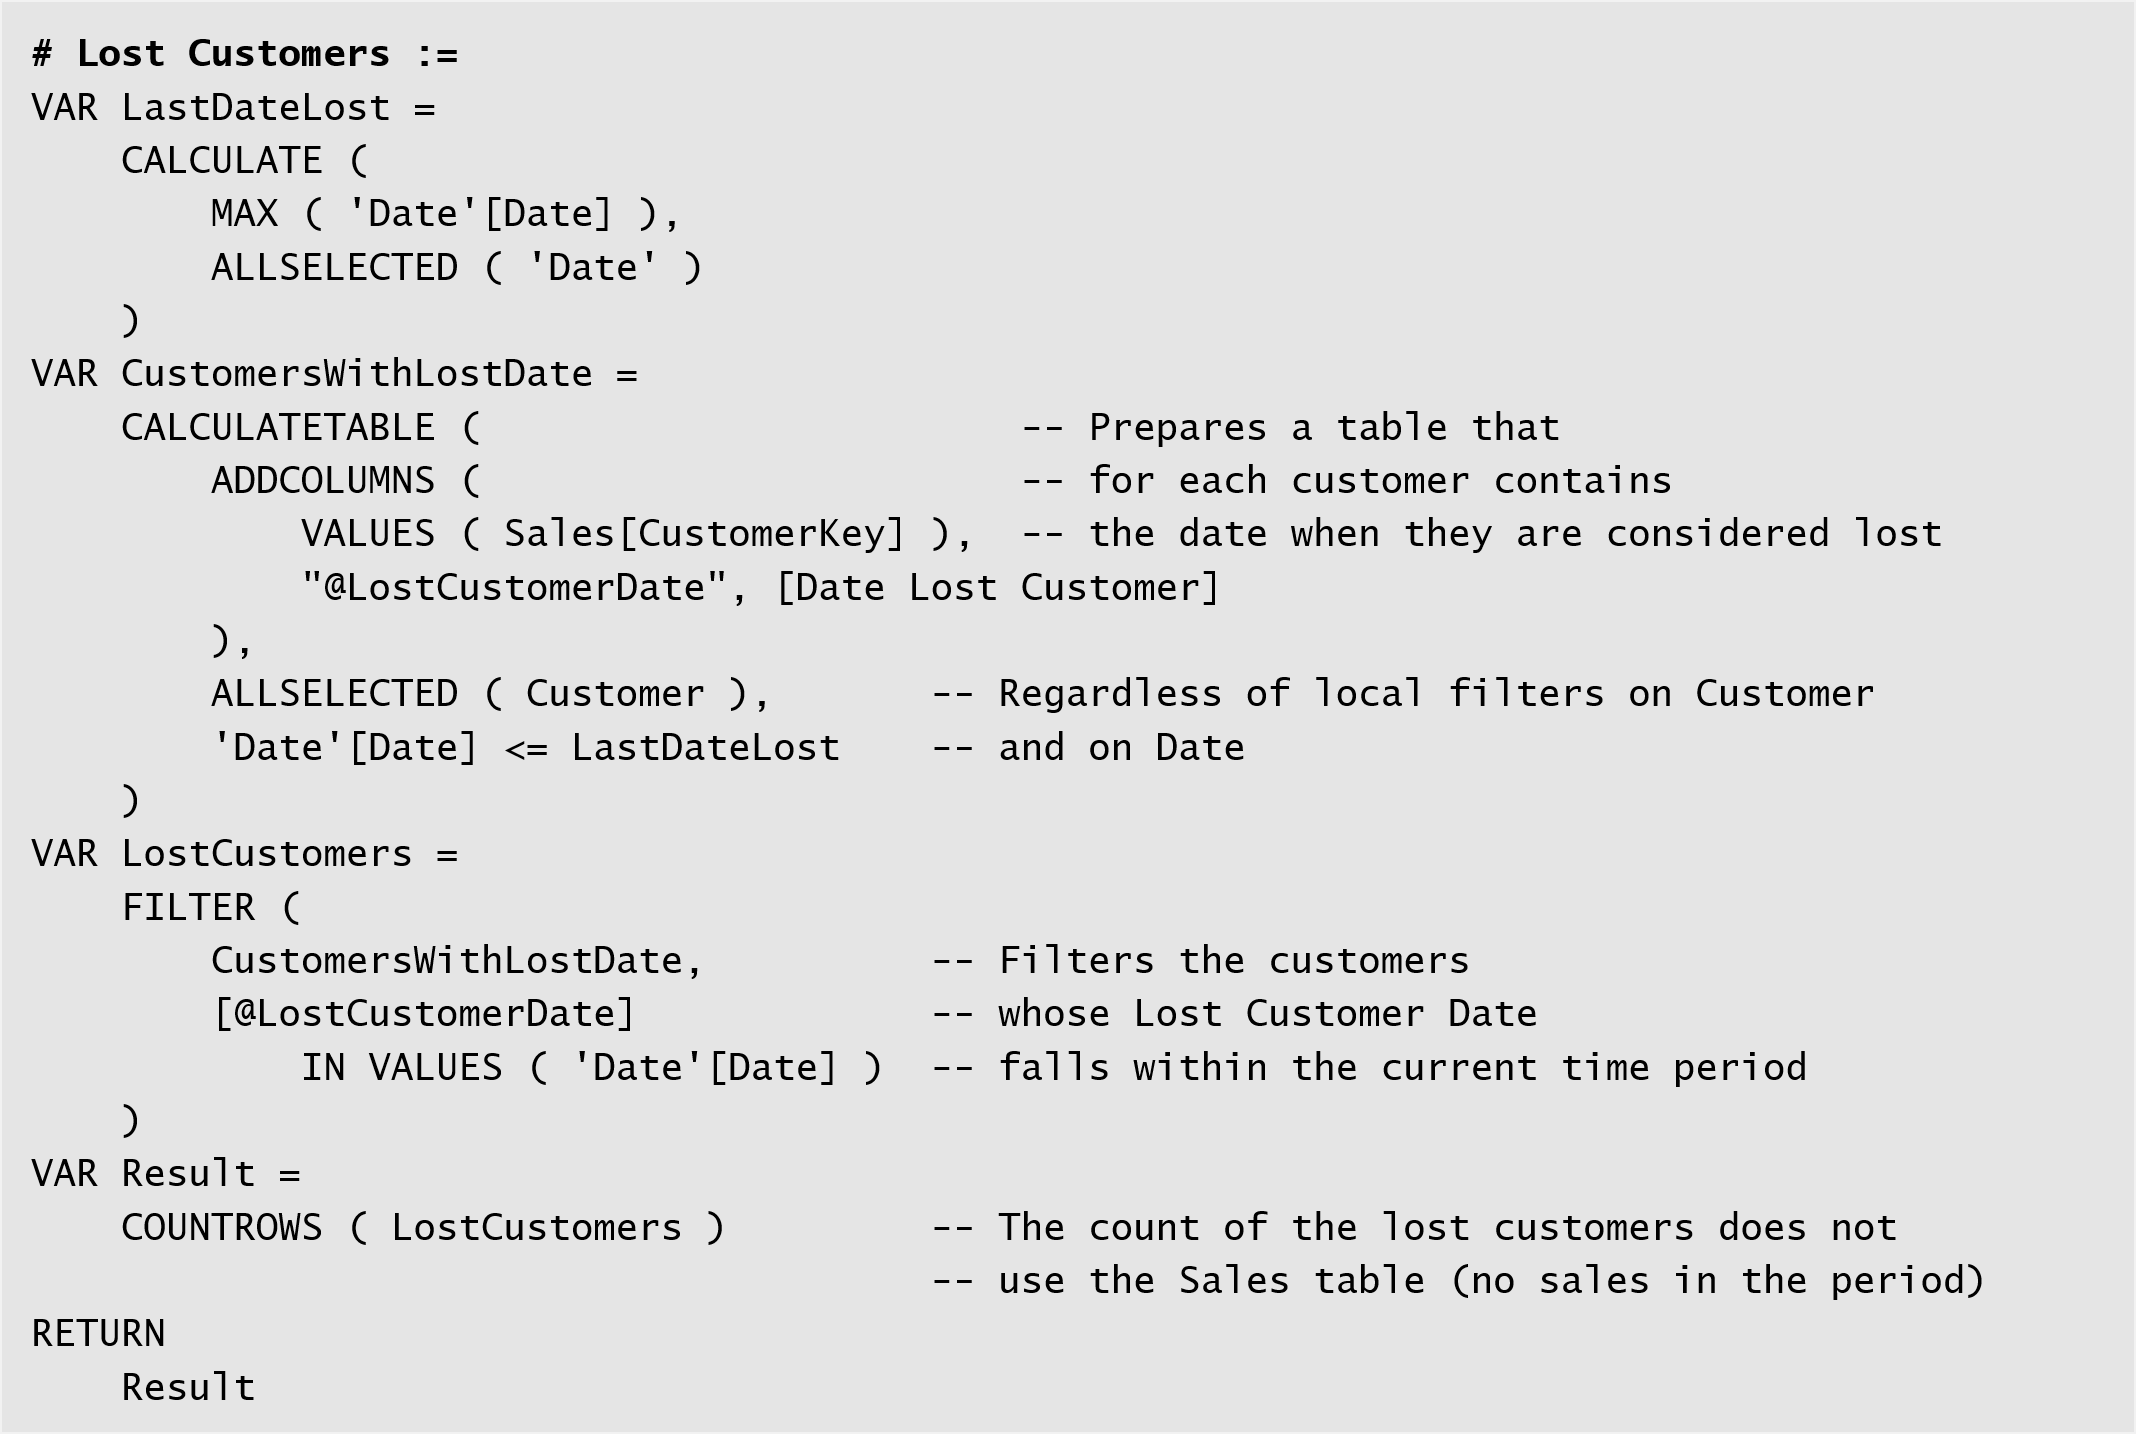 # Lost Customers :=
VAR LastDateLost =
    CALCULATE (
        MAX ( 'Date'[Date] ),
        ALLSELECTED ( 'Date' )
    )
VAR CustomersWithLostDate =
    CALCULATETABLE (                        -- Prepares a table that
        ADDCOLUMNS (                        -- for each customer contains
            VALUES ( Sales[CustomerKey] ),  -- the date when they are considered lost
            "@LostCustomerDate", [Date Lost Customer]
        ),
        ALLSELECTED ( Customer ),       -- Regardless of local filters on Customer
        'Date'[Date] <= LastDateLost    -- and on Date
    )
VAR LostCustomers =
    FILTER (
        CustomersWithLostDate,          -- Filters the customers
        [@LostCustomerDate]             -- whose Lost Customer Date
            IN VALUES ( 'Date'[Date] )  -- falls within the current time period
    )
VAR Result =
    COUNTROWS ( LostCustomers )         -- The count of the lost customers does not
                                        -- use the Sales table (no sales in the period)
RETURN
    Result